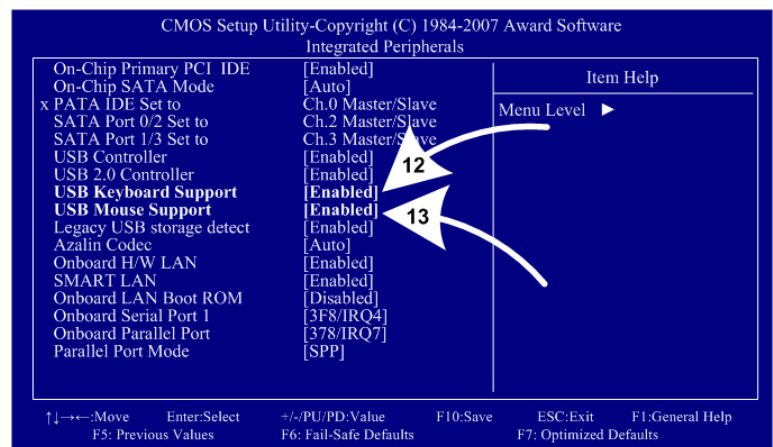 CMOS Setup Utility-Copyright (C) 1984-2007 Award Software
Integrated Peripherals
On-Chip Primary PCI IDE [Enabled]
On-Chip SATA Mode [Auto]
x PATA IDE Set to Ch.0 Master/Slave
SATA Port 0/2 Set to Ch.2 Master/Slave
SATA Port 1/3 Set to Ch.3 Master/Slave
USB Controller [Enabled]
USB 2.0 Controller [Enabled]
USB Keyboard Support [Enabled]
USB Mouse Support [Enabled]
Legacy USB storage detect [Enabled]
Azalin Codec [Auto]
Onboard H/W LAN [Enabled]
SMART LAN [Enabled]
Onboard LAN Boot ROM [Disabled]
Onboard Serial Port 1 [3F8/IRQ4]
Onboard Parallel Port [378/IRQ7]
Parallel Port Mode [SPP]
Item Help
Menu Level ►
12
13
↑↓→←:Move Enter:Select +/-/PU/PD:Value F10:Save ESC:Exit F1:General Help
F5: Previous Values F6: Fail-Safe Defaults F7: Optimized Defaults